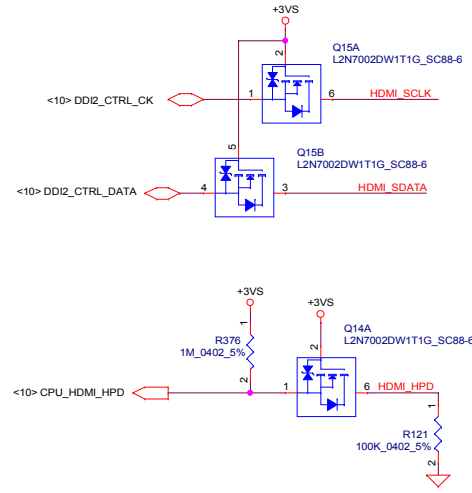 +3VS
Q15A
L2N7002DW1T1G_SC88-6
2
<10> DDI2_CTRL_CK
1
6
HDMI_SCLK
5
Q15B
L2N7002DW1T1G_SC88-6
<10> DDI2_CTRL_DATA
4
3
HDMI_SDATA
+3VS
+3VS
1
R376
1M_0402_5%
2
Q14A
L2N7002DW1T1G_SC88-6
2
<10> CPU_HDMI_HPD
1
6
HDMI_HPD
1
R121
100K_0402_5%
2